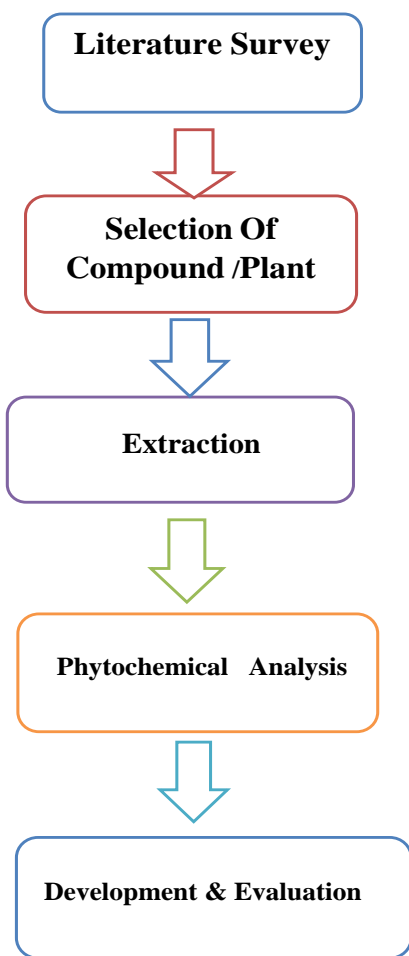 Literature Survey
Selection Of
Compound /Plant
Extraction
Phytochemical Analysis
Development & Evaluation